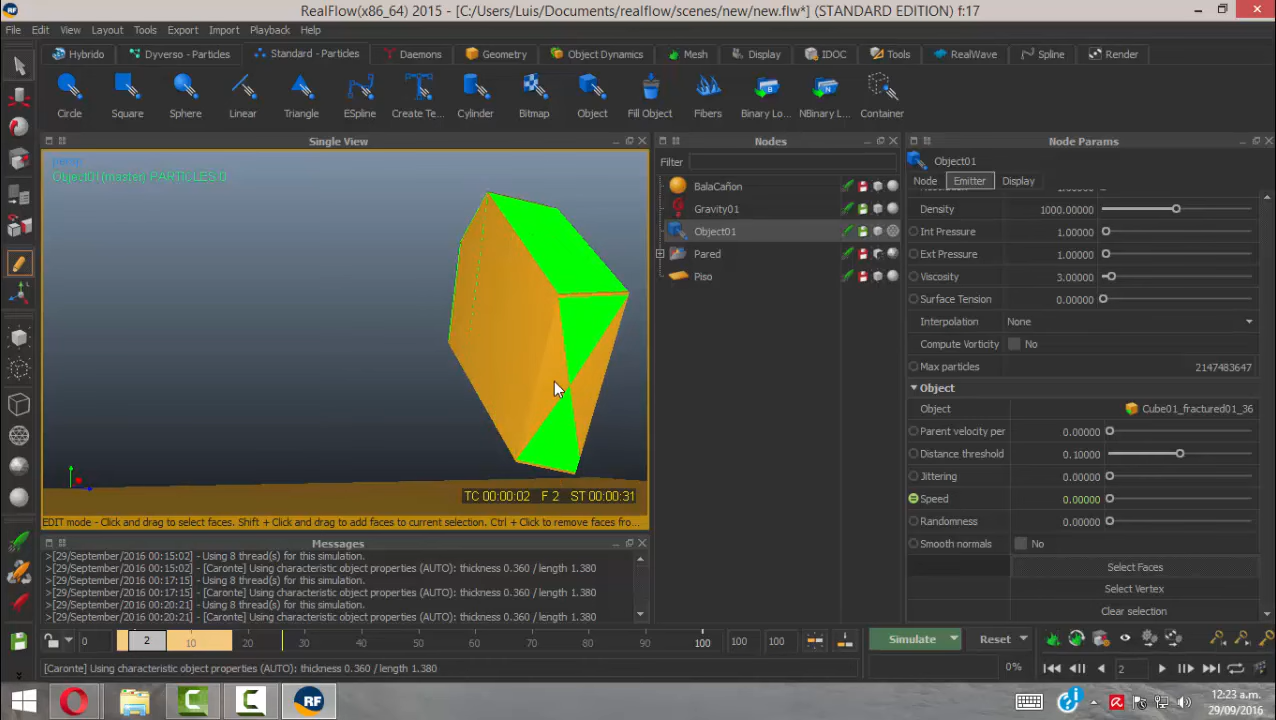 RealFlow(x86_64) 2015 - [C:/Users/Luis/Documents/realflow/scenes/new/new.flw*] (STANDARD EDITION) f:17
File Edit View Layout Tools Export Import Playback Help
Hybrido Dyverso - Particles Standard - Particles Daemons Geometry Object Dynamics Mesh Display IDOC Tools RealWave Spline Render
Circle Square Sphere Linear Triangle ESpline Create Te... Cylinder Bitmap Object Fill Object Fibers Binary Lo... NBinary L... Container
Single View
persp
Object01(master) PARTICLES:0
TC 00:00:02 F 2 ST 00:00:31
EDIT mode - Click and drag to select faces. Shift + Click and drag to add faces to current selection. Ctrl + Click to remove faces fro...
Messages
>[29/September/2016 00:15:02] - Using 8 thread(s) for this simulation.
>[29/September/2016 00:15:02] - [Caronte] Using characteristic object properties (AUTO): thickness 0.360 / length 1.380
>[29/September/2016 00:17:15] - Using 8 thread(s) for this simulation.
>[29/September/2016 00:17:15] - [Caronte] Using characteristic object properties (AUTO): thickness 0.360 / length 1.380
>[29/September/2016 00:20:21] - Using 8 thread(s) for this simulation.
>[29/September/2016 00:20:21] - [Caronte] Using characteristic object properties (AUTO): thickness 0.360 / length 1.380
Nodes
Filter
BalaCañon
Gravity01
Object01
Pared
Piso
Node Params
Object01
Node Emitter Display
Density 1000.00000
Int Pressure 1.00000
Ext Pressure 1.00000
Viscosity 3.00000
Surface Tension 0.00000
Interpolation None
Compute Vorticity No
Max particles 2147483647
Object
Object Cube01_fractured01_36
Parent velocity per 0.00000
Distance threshold 0.10000
Jittering 0.00000
Speed 0.00000
Randomness 0.00000
Smooth normals No
Select Faces
Select Vertex
Clear selection
0 2 10 20 30 40 50 60 70 80 90 100 100 100
Simulate Reset
[Caronte] Using characteristic object properties (AUTO): thickness 0.360 / length 1.380
0% 2
RF
12:23 a.m.
29/09/2016